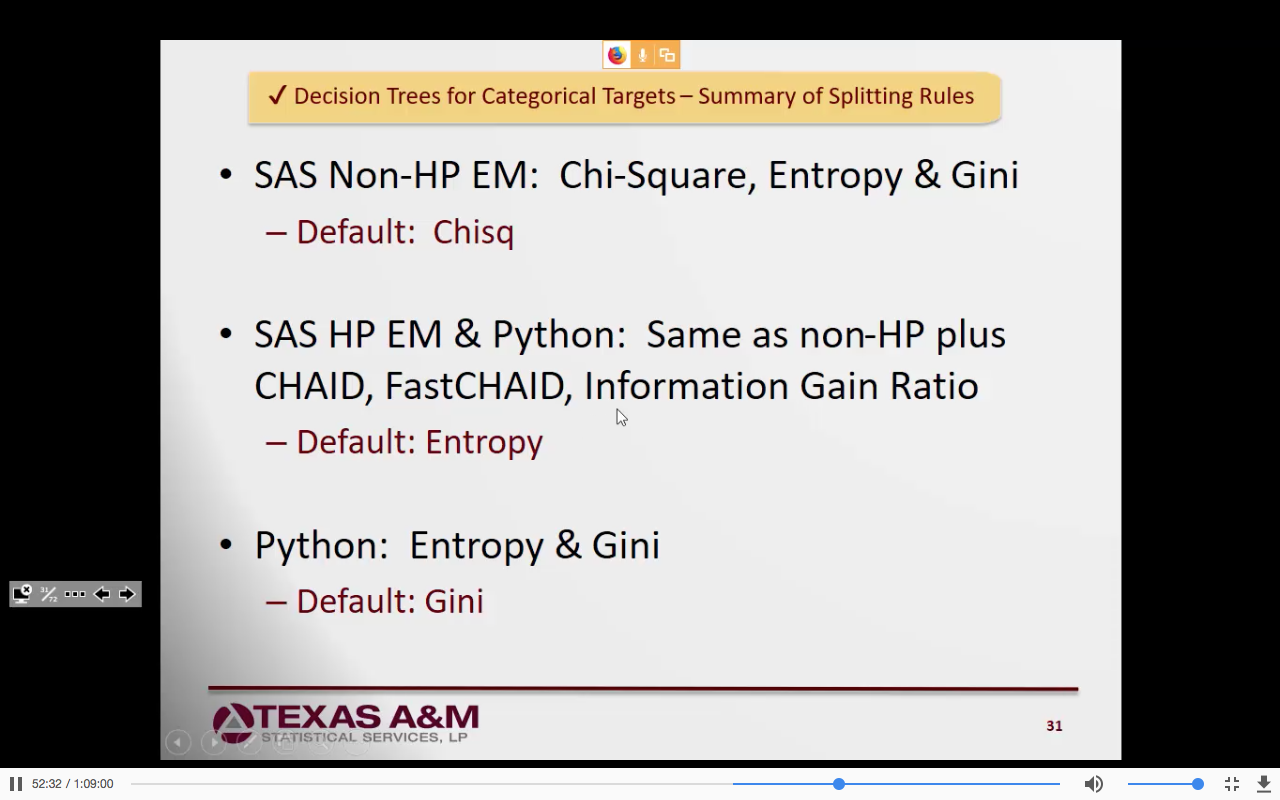 ✓ Decision Trees for Categorical Targets – Summary of Splitting Rules
• SAS Non-HP EM: Chi-Square, Entropy & Gini
– Default: Chisq
• SAS HP EM & Python: Same as non-HP plus
CHAID, FastCHAID, Information Gain Ratio
– Default: Entropy
• Python: Entropy & Gini
– Default: Gini
31/72
TEXAS A&M
STATISTICAL SERVICES, LP
31
52:32 / 1:09:00